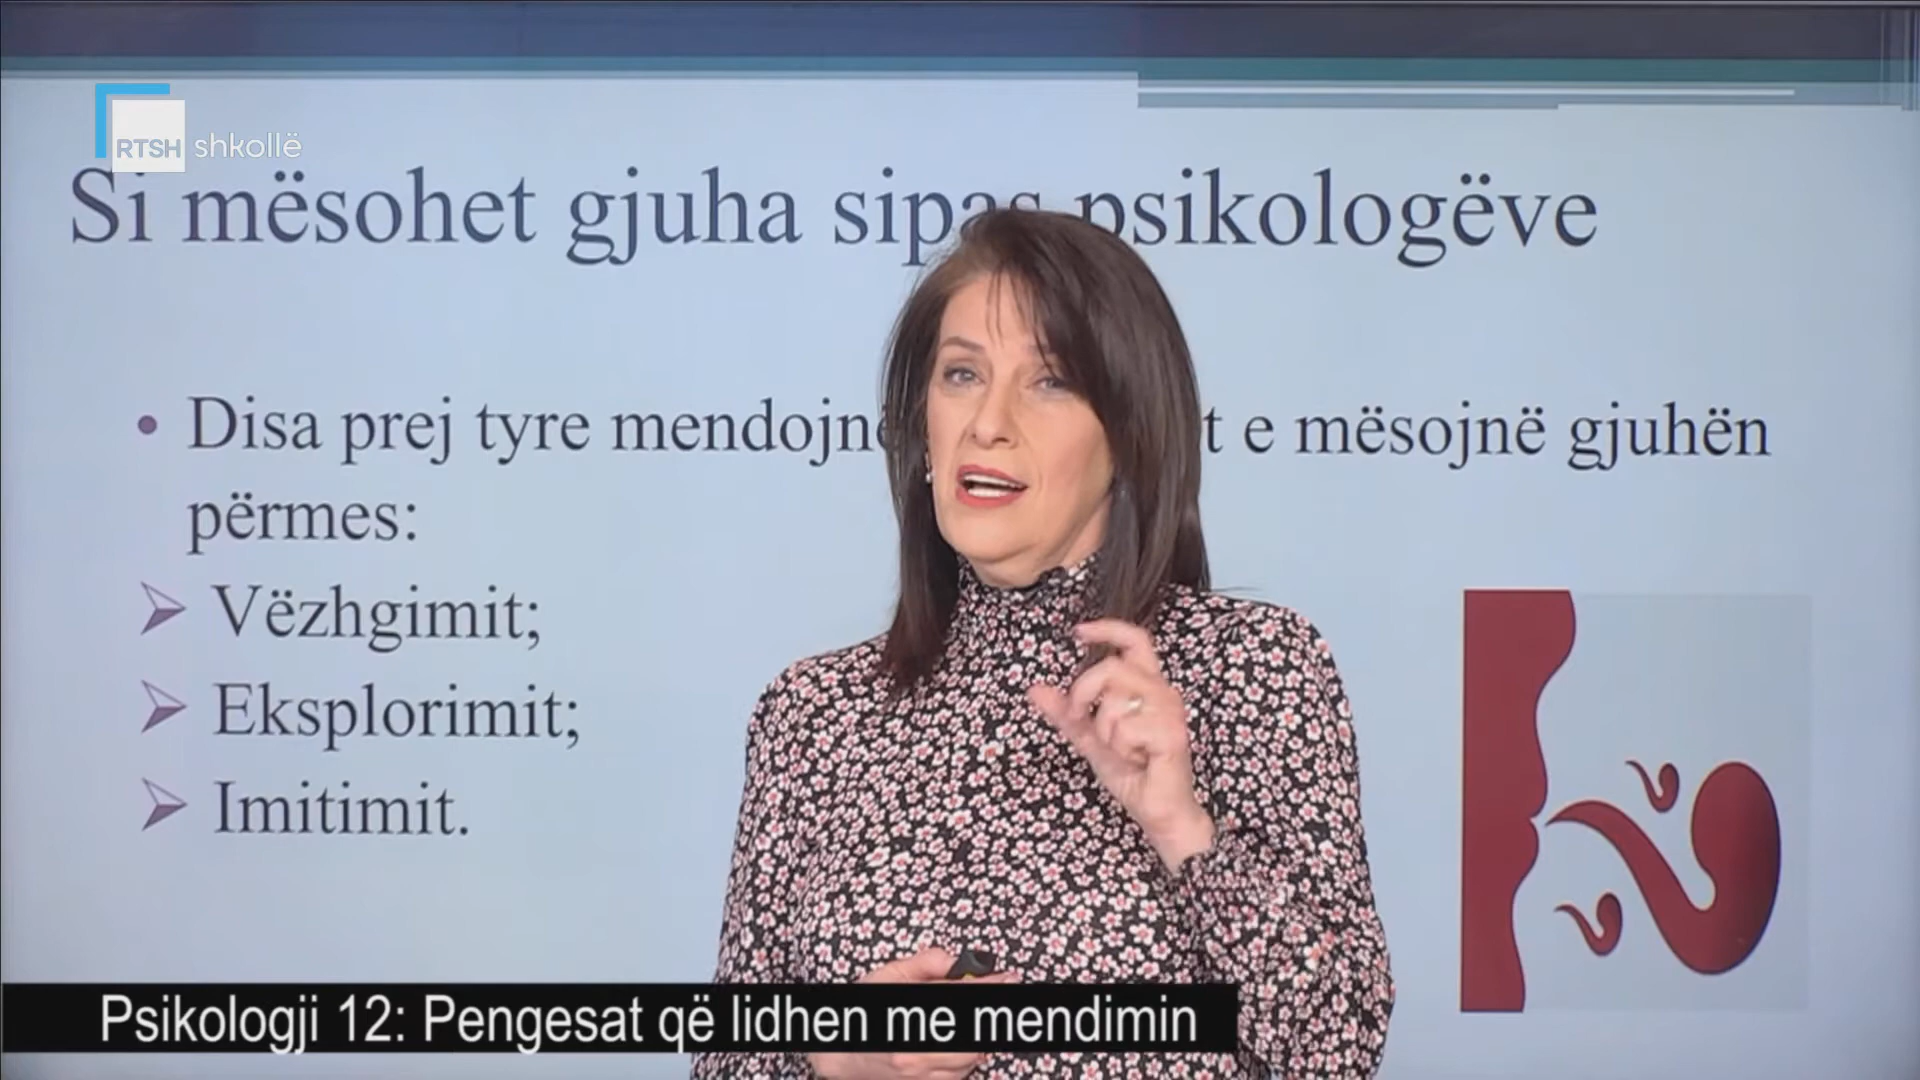 RTSH shkollë
Si mësohet gjuha sipas psikologëve
• Disa prej tyre mendojnë t e mësojnë gjuhën
përmes:
Vëzhgimit;
Eksplorimit;
Imitimit.
Psikologji 12: Pengesat që lidhen me mendimin